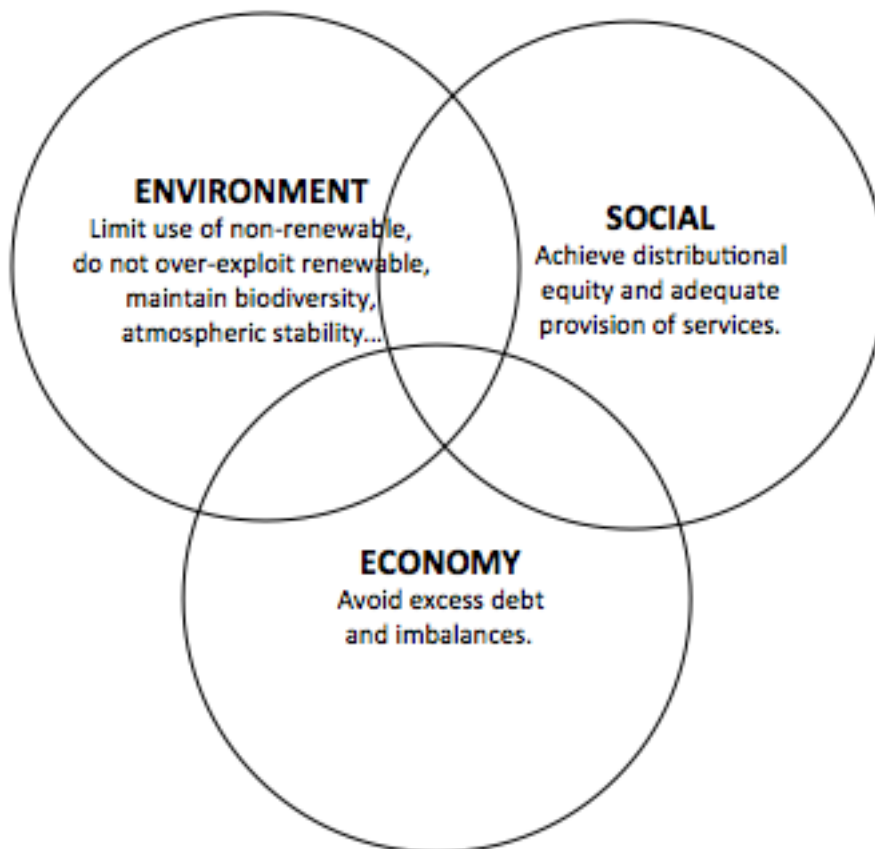 ENVIRONMENT
Limit use of non-renewable,
do not over-exploit renewable,
maintain biodiversity,
atmospheric stability...
SOCIAL
Achieve distributional
equity and adequate
provision of services.
ECONOMY
Avoid excess debt
and imbalances.